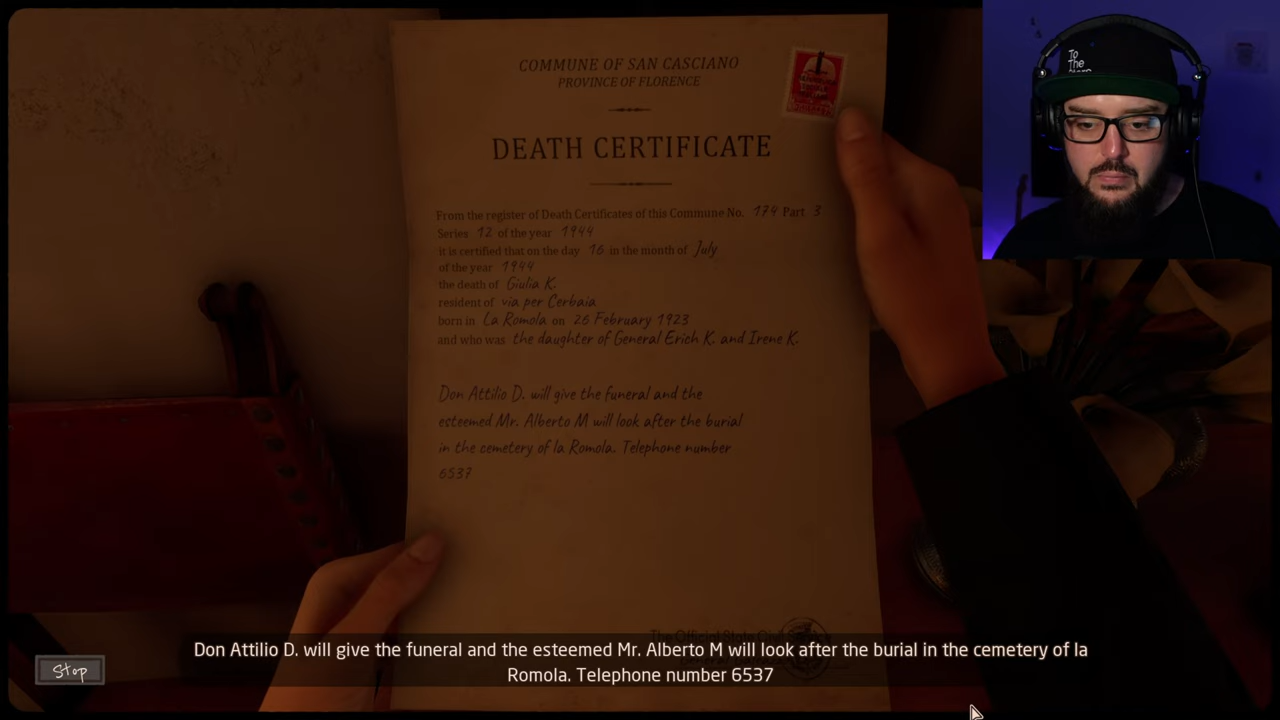 To
The
COMMUNE OF SAN CASCIANO
PROVINCE OF FLORENCE
DEATH CERTIFICATE
From the register of Death Certificates of this Commune No. 174 Part 3
Series 12 of the year 1944
it is certified that on the day 16 in the month of July
of the year 1944
the death of Giulia K.
resident of via per Cerbaia
born in La Romola on 26 February 1923
and who was the daughter of General Erich K. and Irene K.
Don Attilio D. will give the funeral and the
esteemed Mr. Alberto M will look after the burial
in the cemetery of la Romola. Telephone number
6537
The Official State Civil
Stop
Don Attilio D. will give the funeral and the esteemed Mr. Alberto M will look after the burial in the cemetery of la
Romola. Telephone number 6537